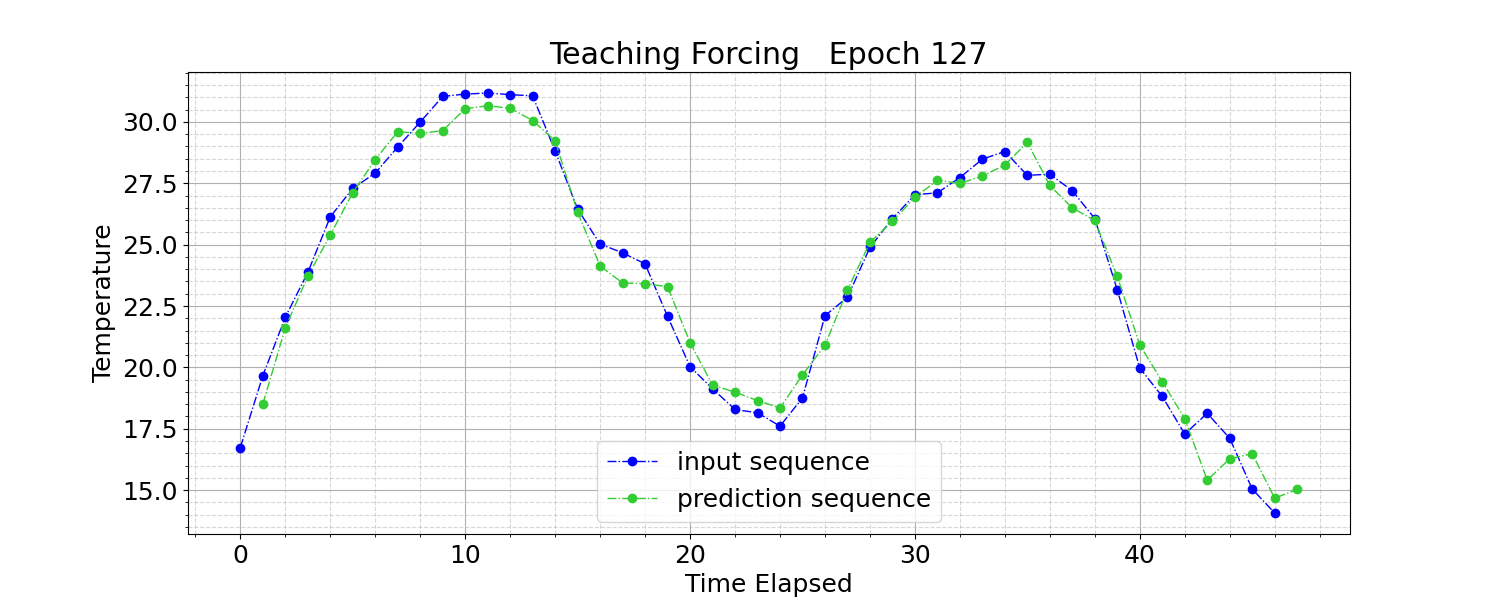 Teaching Forcing   Epoch 127
Temperature
30.0
27.5
25.0
22.5
20.0
17.5
15.0
input sequence
prediction sequence
0 10 20 30 40
Time Elapsed